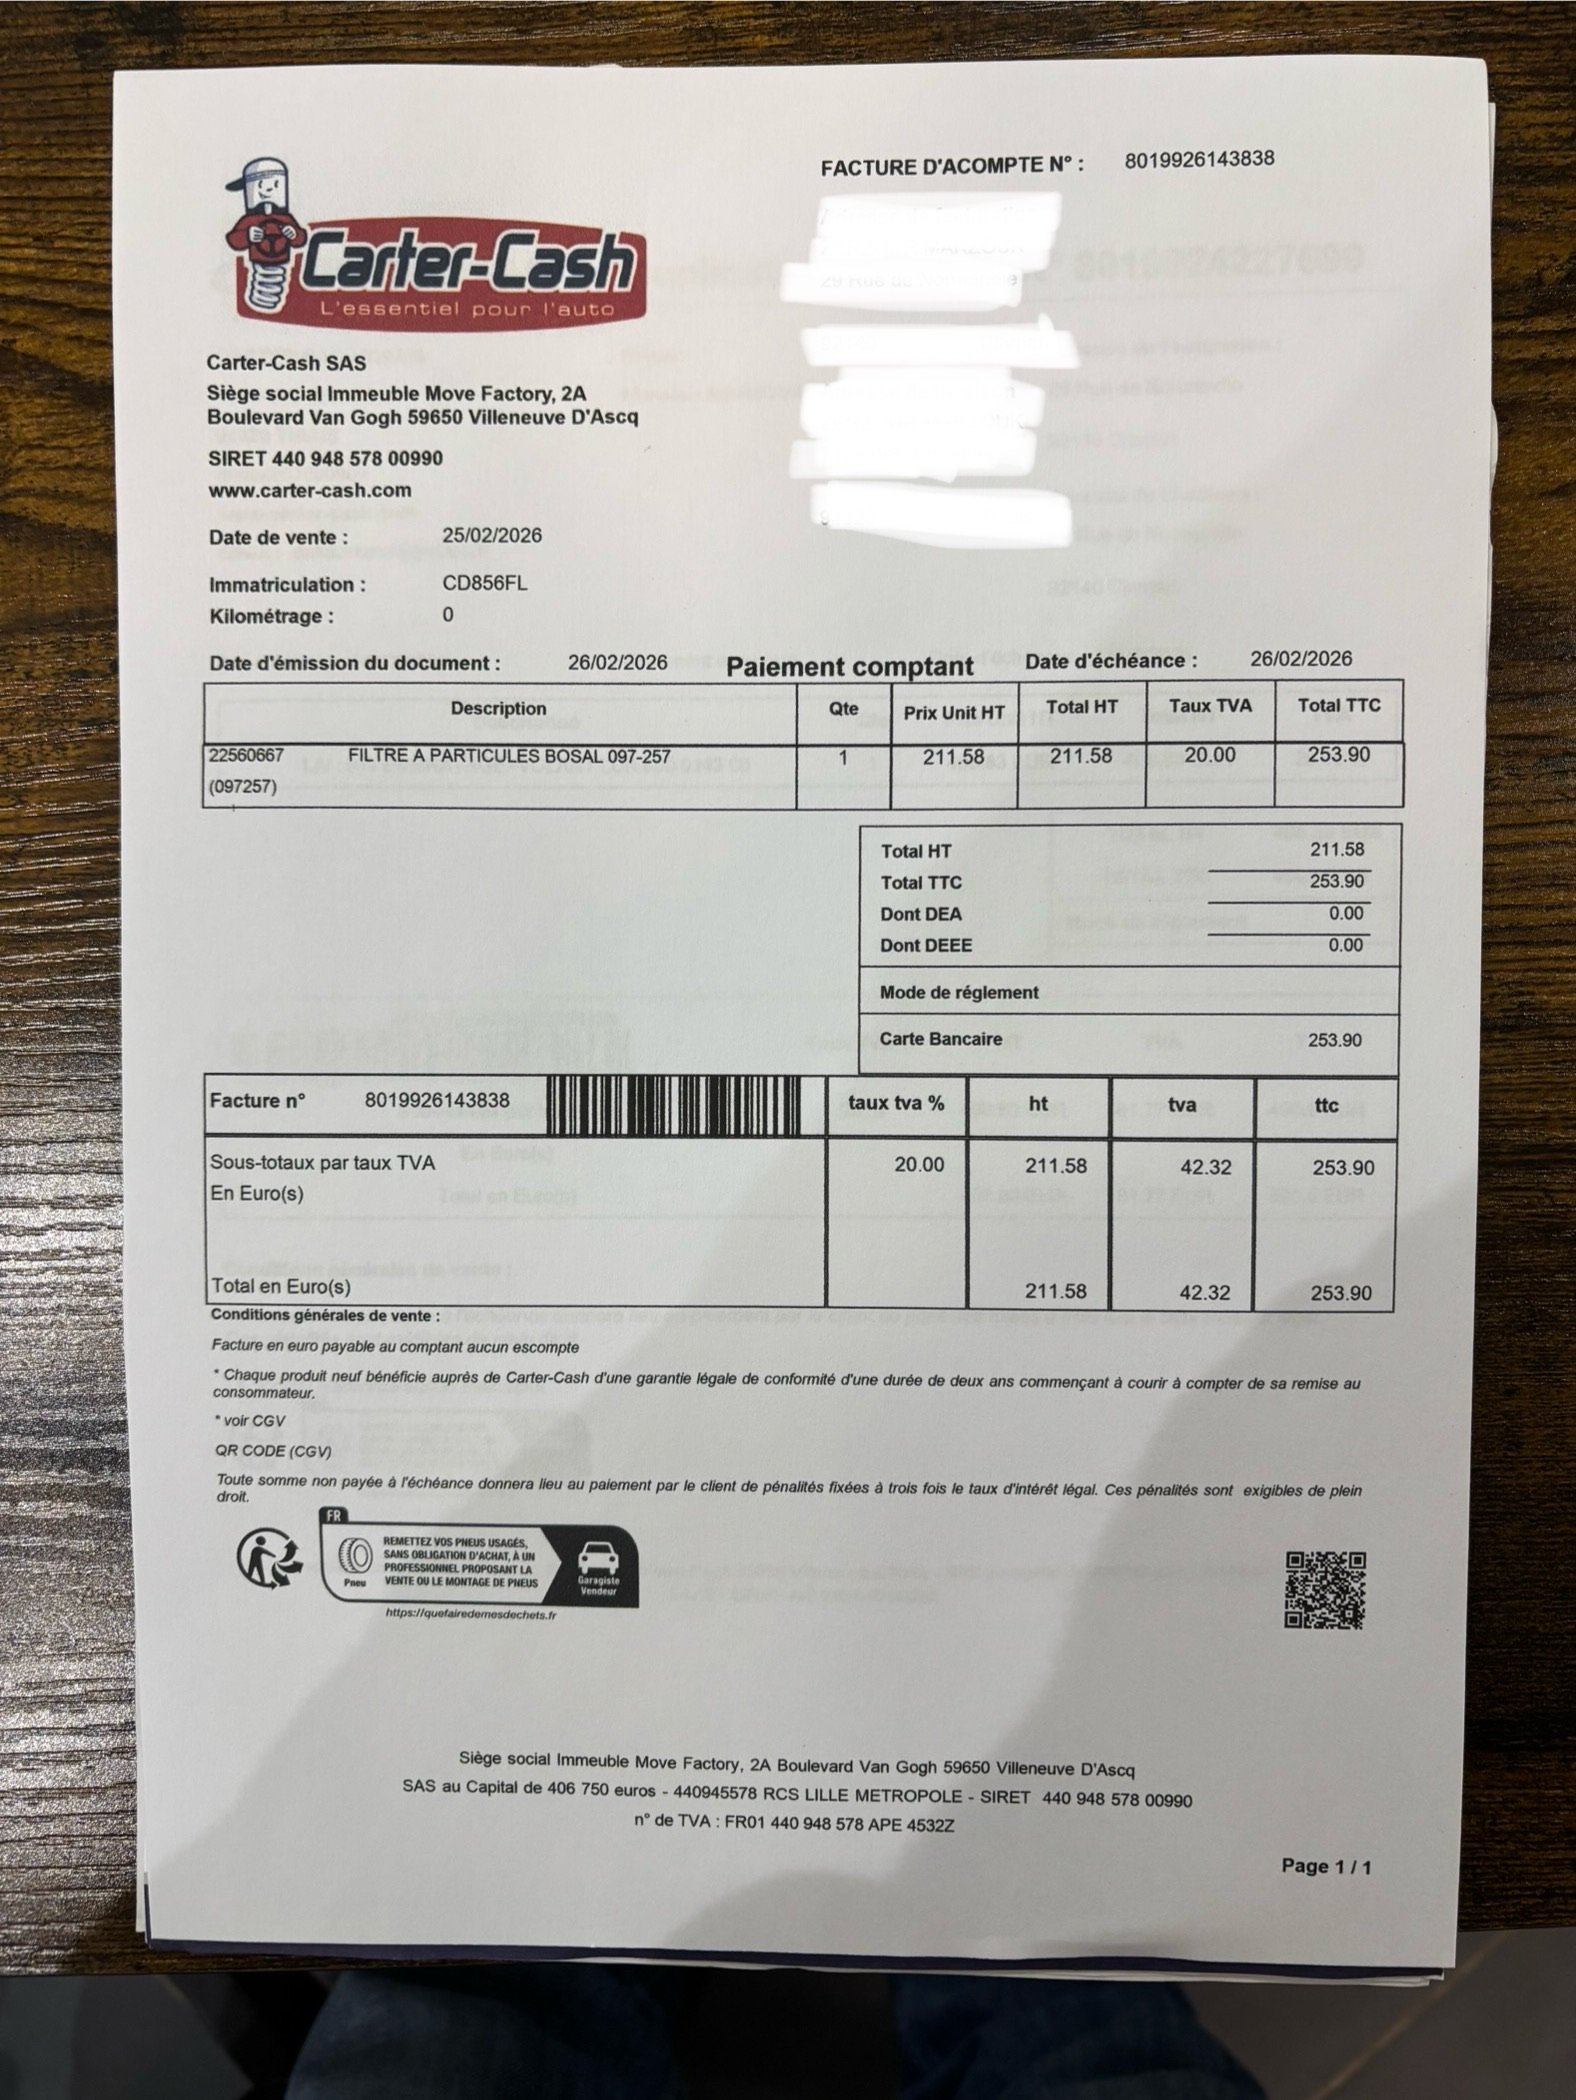 FACTURE D'ACOMPTE N° : 8019926143838
Carter-Cash
L'essentiel pour l'auto
29 Rue de
Carter-Cash SAS
Siège social Immeuble Move Factory, 2A
Boulevard Van Gogh 59650 Villeneuve D'Ascq
SIRET 440 948 578 00990
www.carter-cash.com
Date de vente : 25/02/2026
Immatriculation : CD856FL
Kilométrage : 0
Date d'émission du document : 26/02/2026 Paiement comptant Date d'échéance : 26/02/2026
Description Qte Prix Unit HT Total HT Taux TVA Total TTC
22560667 FILTRE A PARTICULES BOSAL 097-257 1 211.58 211.58 20.00 253.90
(097257)
Total HT 211.58
Total TTC 253.90
Dont DEA 0.00
Dont DEEE 0.00
Mode de réglement
Carte Bancaire 253.90
Facture n° 8019926143838 taux tva % ht tva ttc
Sous-totaux par taux TVA 20.00 211.58 42.32 253.90
En Euro(s)
Total en Euro(s) 211.58 42.32 253.90
Conditions générales de vente :
Facture en euro payable au comptant aucun escompte
* Chaque produit neuf bénéficie auprès de Carter-Cash d'une garantie légale de conformité d'une durée de deux ans commençant à courir à compter de sa remise au
consommateur.
* voir CGV
QR CODE (CGV)
Toute somme non payée à l'échéance donnera lieu au paiement par le client de pénalités fixées à trois fois le taux d'intérêt légal. Ces pénalités sont exigibles de plein
droit.
FR
REMETTEZ VOS PNEUS USAGÉS,
SANS OBLIGATION D'ACHAT, À UN
PROFESSIONNEL PROPOSANT LA
VENTE OU LE MONTAGE DE PNEUS
Pneu
Garagiste
Vendeur
https://quefairedemesdechets.fr
Siège social Immeuble Move Factory, 2A Boulevard Van Gogh 59650 Villeneuve D'Ascq
SAS au Capital de 406 750 euros - 440945578 RCS LILLE METROPOLE - SIRET 440 948 578 00990
n° de TVA : FR01 440 948 578 APE 4532Z
Page 1 / 1